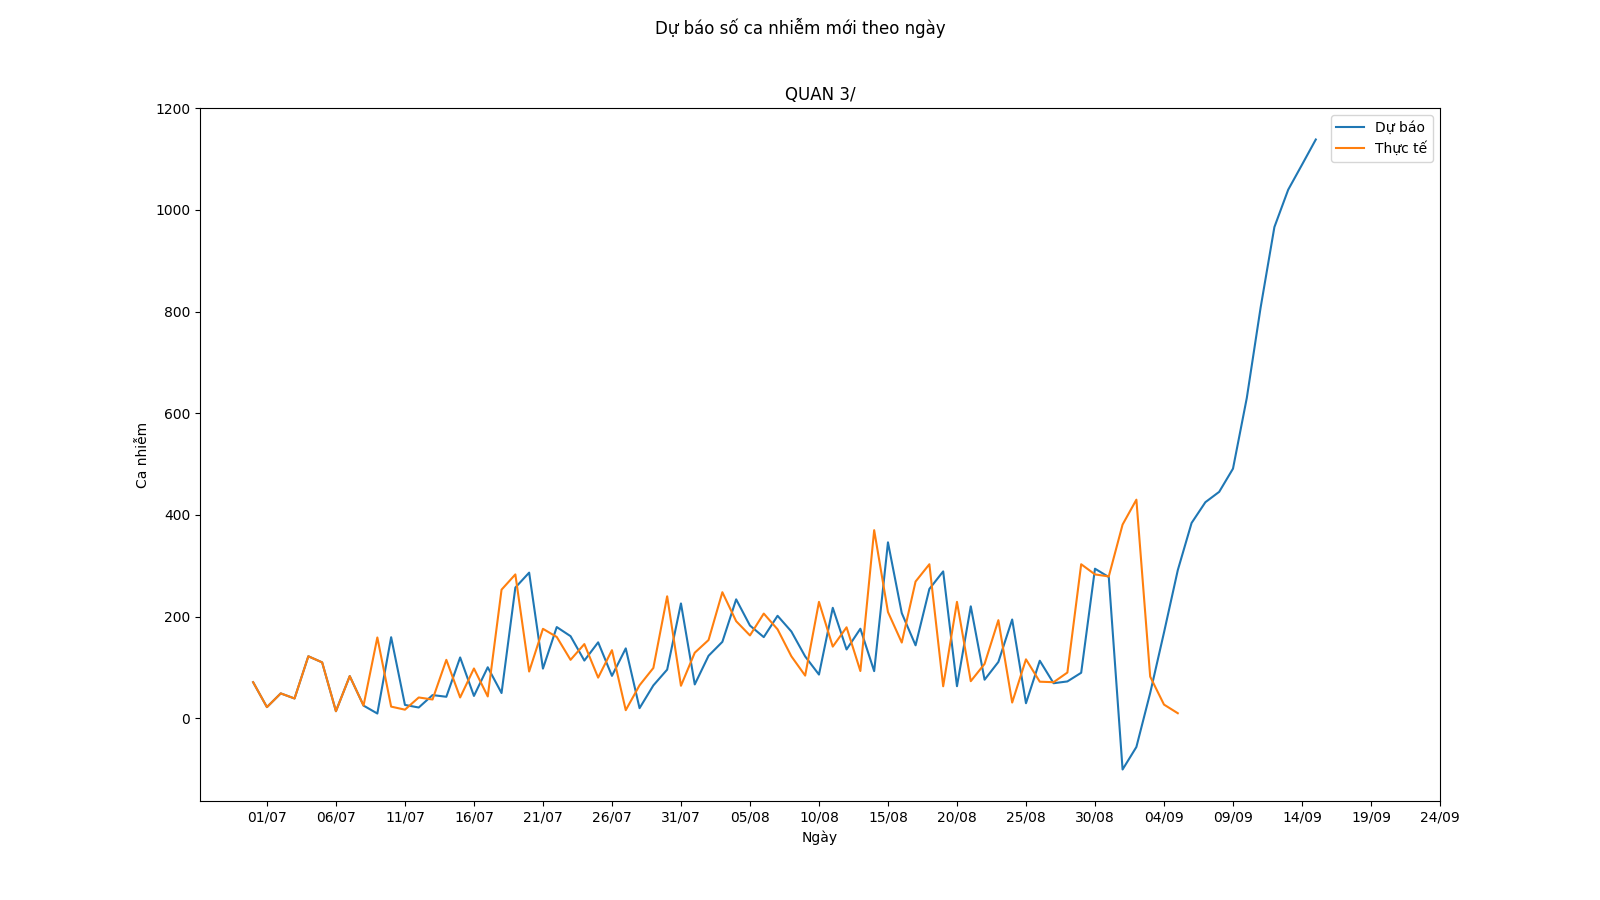 Dự báo số ca nhiễm mới theo ngày
QUAN 3/
1200
1000
800
600
400
200
0
Ca nhiễm
Dự báo
Thực tế
01/07 06/07 11/07 16/07 21/07 26/07 31/07 05/08 10/08 15/08 20/08 25/08 30/08 04/09 09/09 14/09 19/09 24/09
Ngày